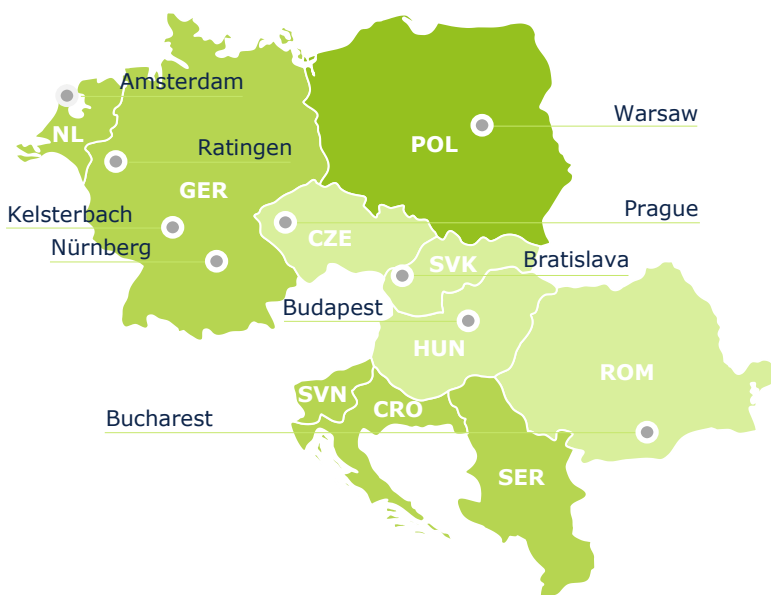 Amsterdam
Warsaw
NL
POL
Ratingen
GER
Kelsterbach
Prague
CZE
Nürnberg
SVK
Bratislava
Budapest
HUN
ROM
SVN
CRO
Bucharest
SER